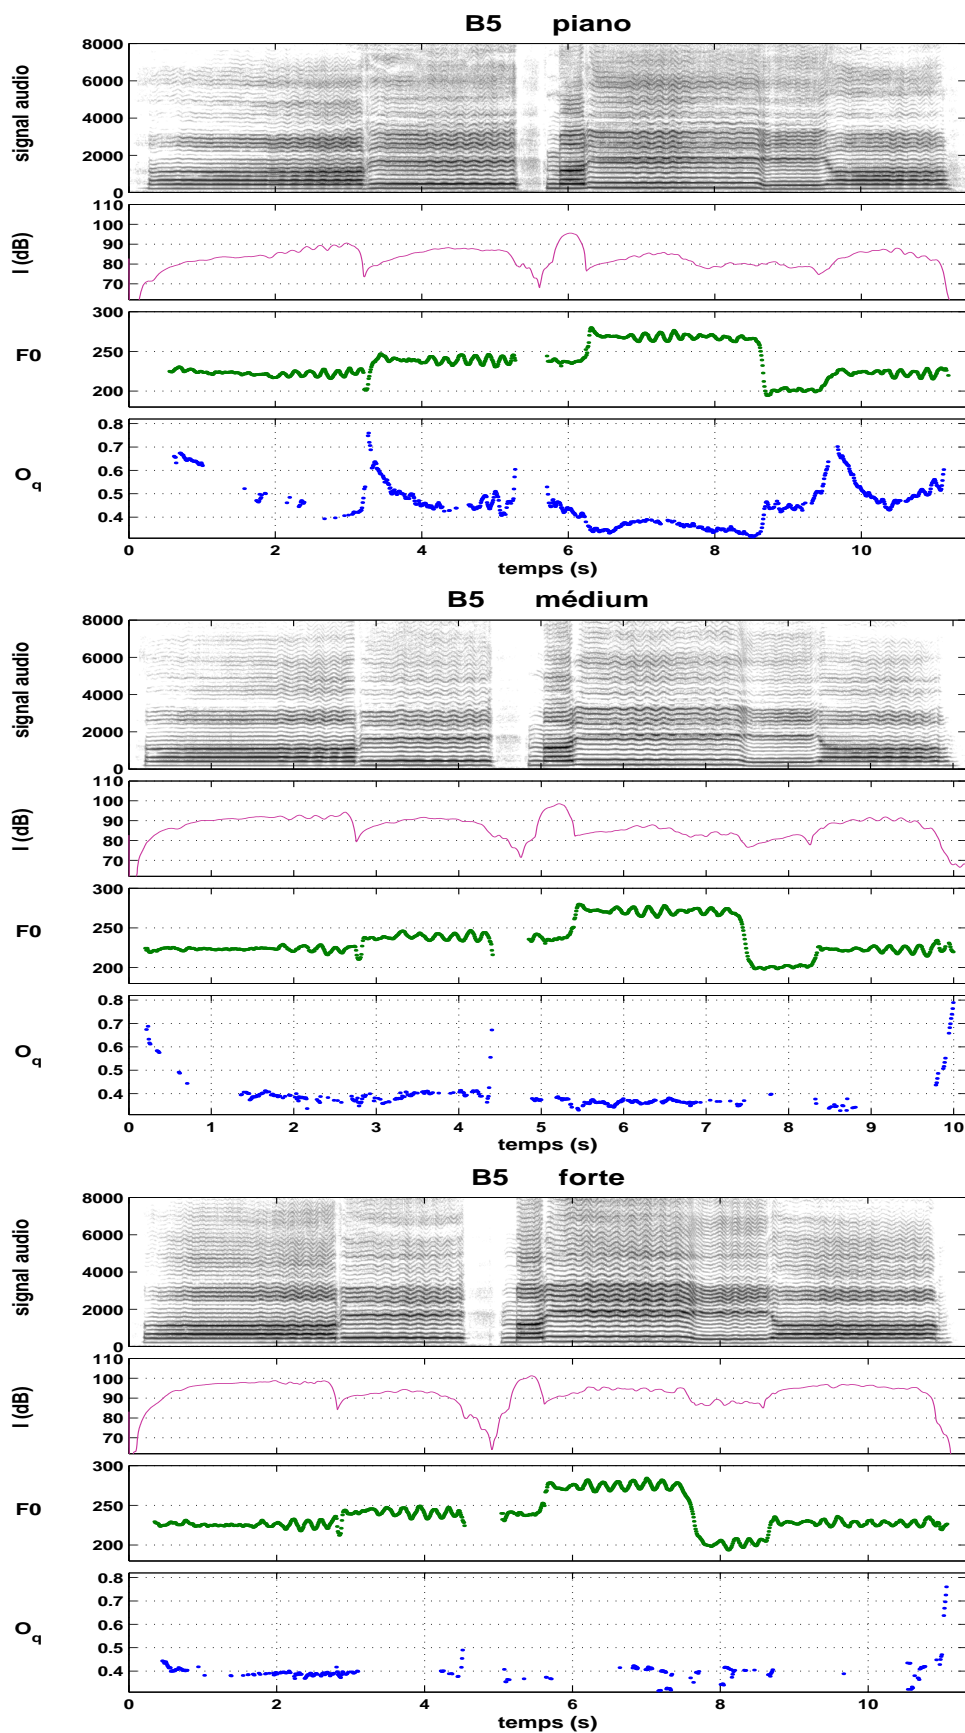 B5 piano
signal audio
8000
6000
4000
2000
0
I (dB)
110
100
90
80
70
F0
300
250
200
Oq
0.8
0.7
0.6
0.5
0.4
0 2 4 6 8 10
temps (s)
B5 médium
signal audio
8000
6000
4000
2000
0
I (dB)
110
100
90
80
70
F0
300
250
200
Oq
0.8
0.7
0.6
0.5
0.4
0 1 2 3 4 5 6 7 8 9 10
temps (s)
B5 forte
signal audio
8000
6000
4000
2000
0
I (dB)
110
100
90
80
70
F0
300
250
200
Oq
0.8
0.7
0.6
0.5
0.4
0 2 4 6 8 10
temps (s)